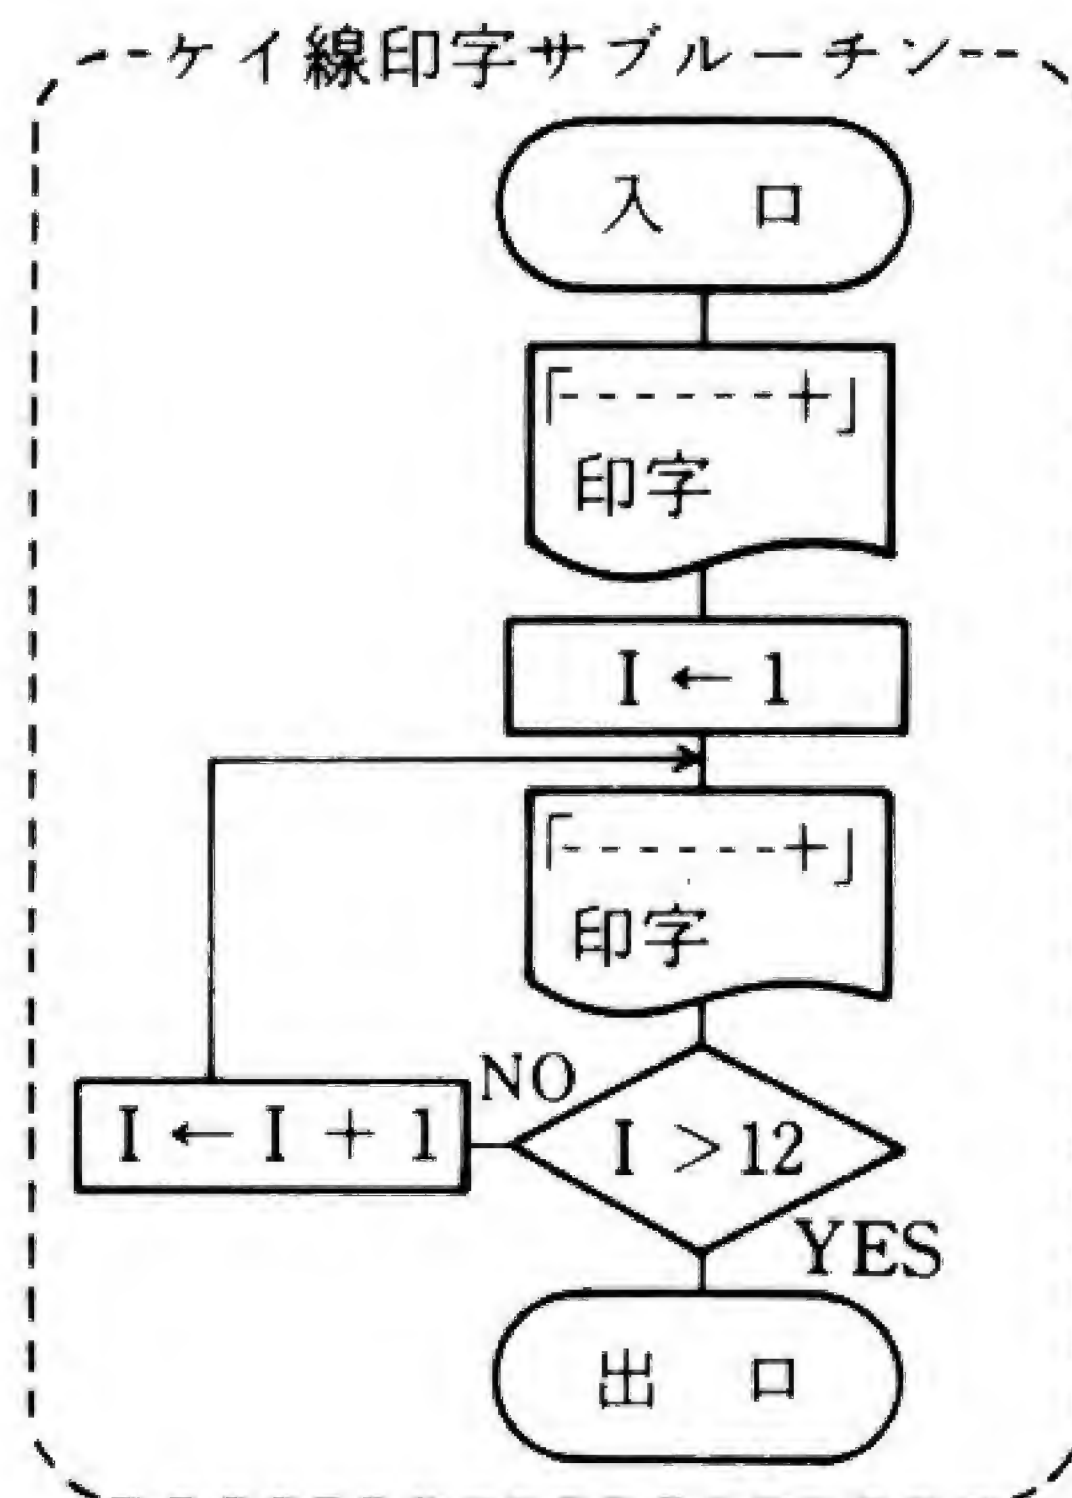 ケイ線印字サブルーチン
入 口
「------+」
印字
I ← 1
「------+」
印字
NO
I ← I + 1
I > 12
YES
出 口